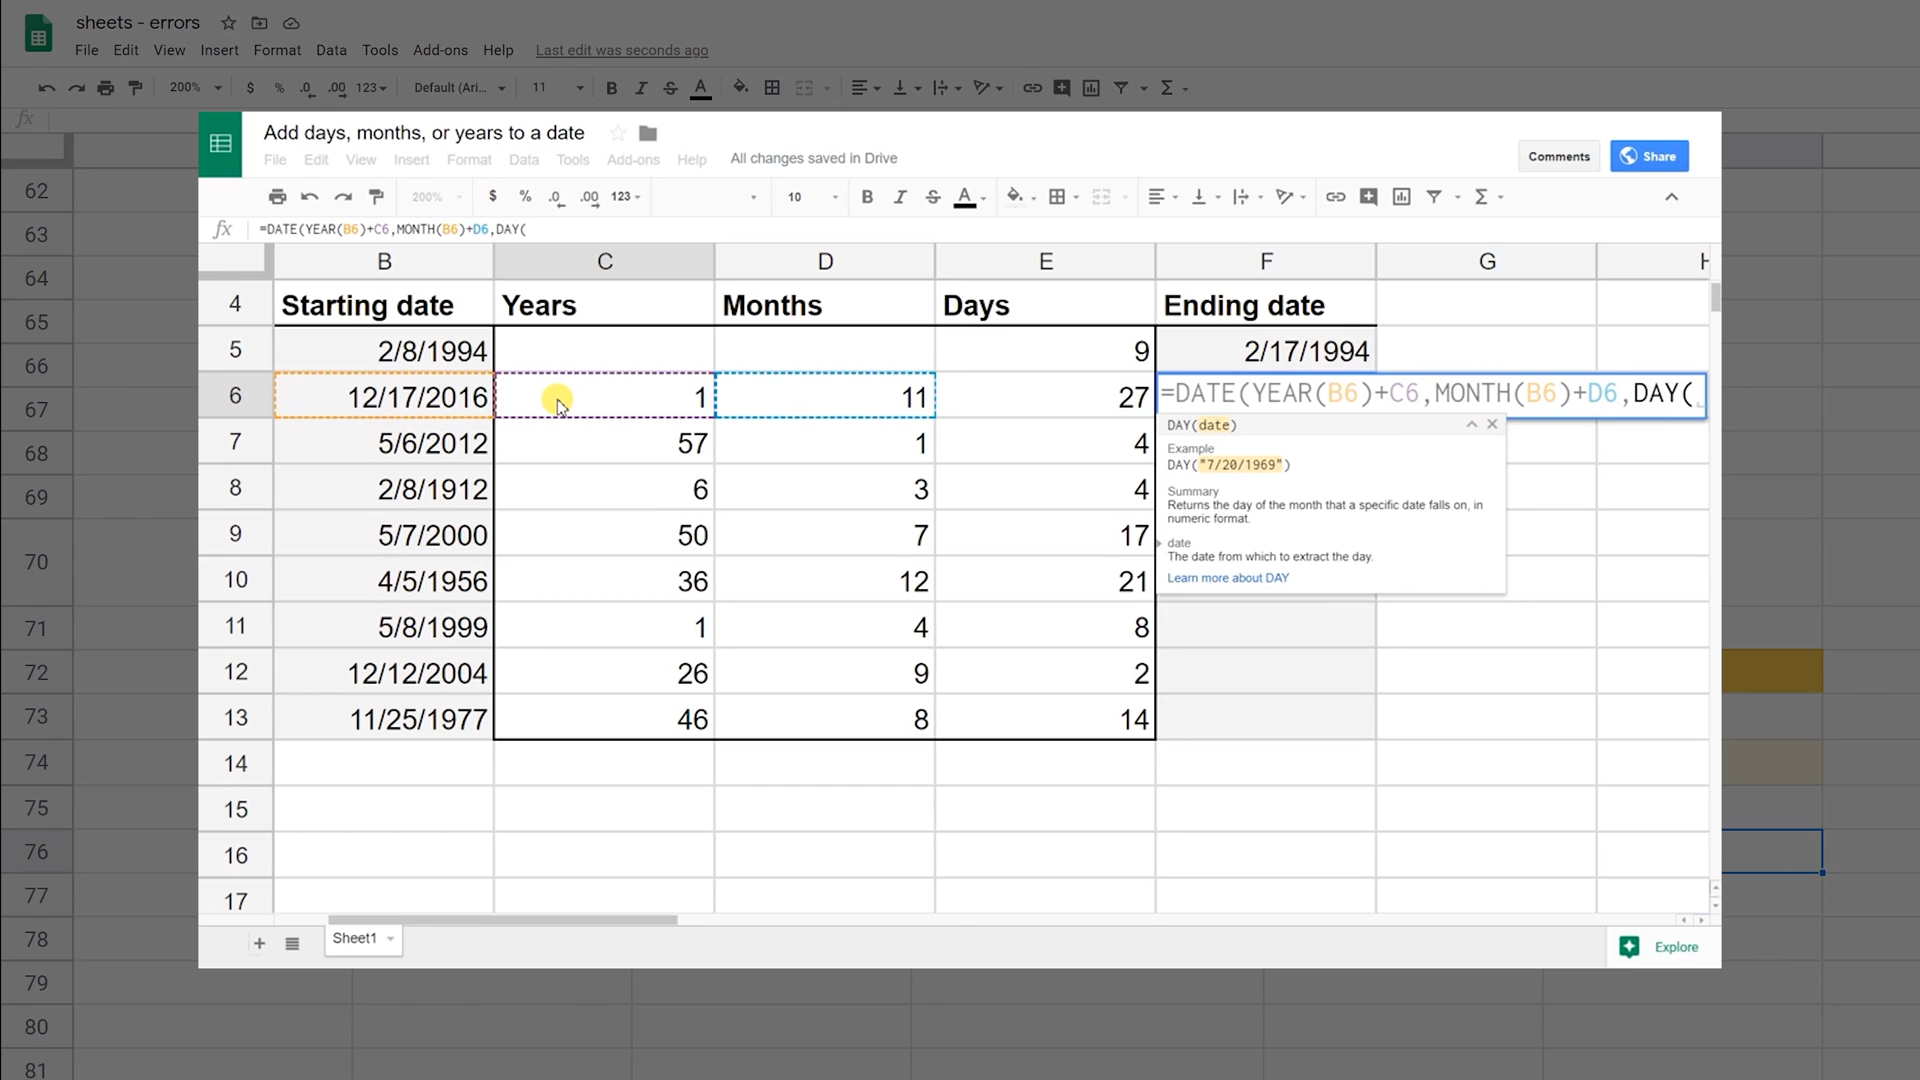 sheets - errors
File Edit View Insert Format Data Tools Add-ons Help Last edit was seconds ago
200% $ % .0 .00 123 Default (Ari... 11 B I S A Σ
fx
Add days, months, or years to a date
File Edit View Insert Format Data Tools Add-ons Help All changes saved in Drive
Comments Share
200% $ % .0 .00 123 10 B I S A Σ
fx =DATE(YEAR(B6)+C6,MONTH(B6)+D6,DAY(
B C D E F G H
4 Starting date Years Months Days Ending date
5 2/8/1994 9 2/17/1994
6 12/17/2016 1 11 27 =DATE(YEAR(B6)+C6,MONTH(B6)+D6,DAY(
7 5/6/2012 57 1 4
8 2/8/1912 6 3 4
9 5/7/2000 50 7 17
10 4/5/1956 36 12 21
11 5/8/1999 1 4 8
12 12/12/2004 26 9 2
13 11/25/1977 46 8 14
14
15
16
17
DAY(date)
Example
DAY("7/20/1969")
Summary
Returns the day of the month that a specific date falls on, in
numeric format.
date
The date from which to extract the day.
Learn more about DAY
+ Sheet1 Explore
62
63
64
65
66
67
68
69
70
71
72
73
74
75
76
77
78
79
80
81